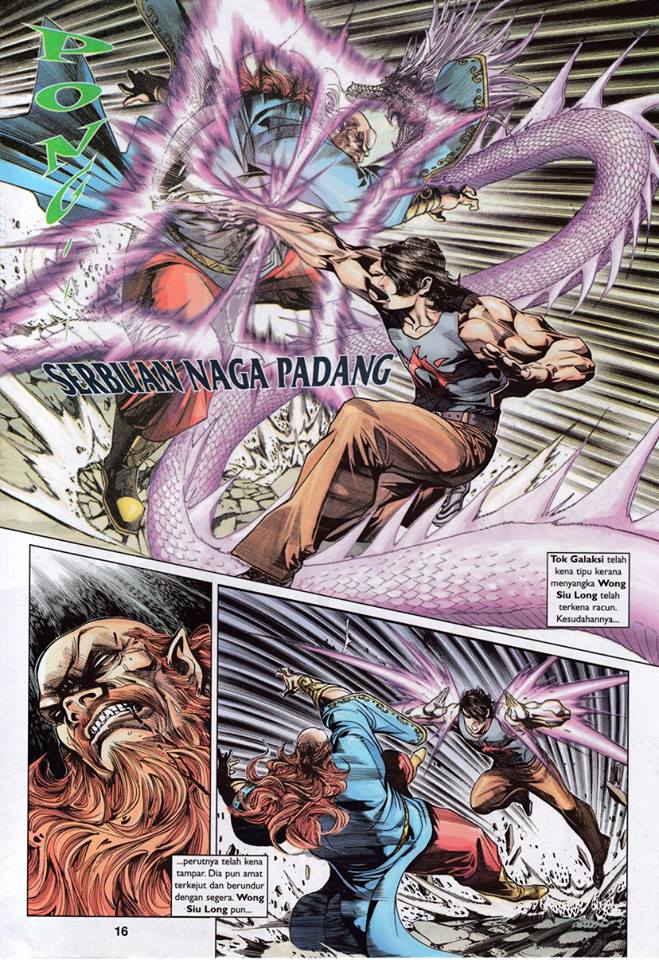 PONG...
SERBUAN NAGA PADANG
Tok Galaksi telah
kena tipu kerana
menyangka Wong
Siu Long telah
terkena racun.
Kesudahannya...
...perutnya telah kena
tampar. Dia pun amat
terkejut dan berundur
dengan segera. Wong
Siu Long pun...
16